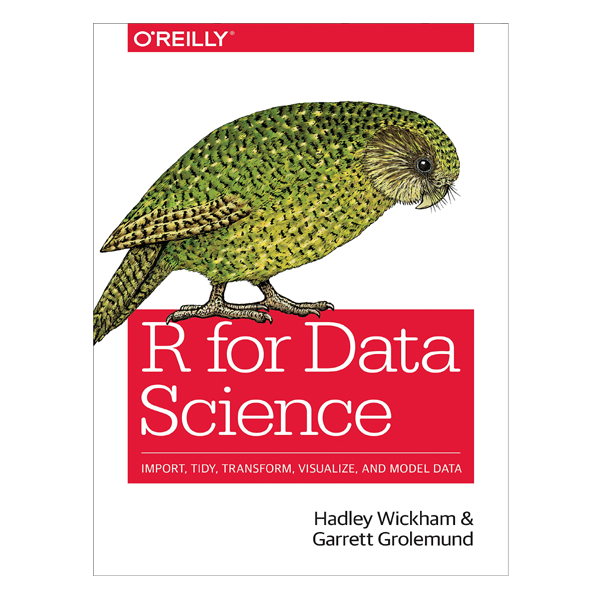 O'REILLY®
R for Data
Science
IMPORT, TIDY, TRANSFORM, VISUALIZE, AND MODEL DATA
Hadley Wickham &
Garrett Grolemund